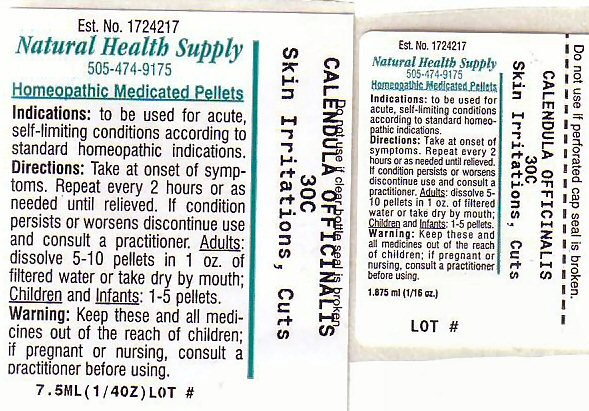 Est. No. 1724217
Natural Health Supply
505-474-9175
Homeopathic Medicated Pellets
Indications: to be used for acute,
self-limiting conditions according to
standard homeopathic indications.
Directions: Take at onset of symp-
toms. Repeat every 2 hours or as
needed until relieved. If condition
persists or worsens discontinue use
and consult a practitioner. Adults:
dissolve 5-10 pellets in 1 oz. of
filtered water or take dry by mouth;
Children and Infants: 1-5 pellets.
Warning: Keep these and all medi-
cines out of the reach of children;
if pregnant or nursing, consult a
practitioner before using.
7.5ML(1/4OZ)LOT #
Do not use if clear bottle seal is broken.
CALENDULA OFFICINALIS
30C
Skin Irritations, Cuts
Est. No. 1724217
Natural Health Supply
505-474-9175
Homeopathic Medicated Pellets
Indications: to be used for
acute, self-limiting conditions
according to standard homeo-
pathic indications.
Directions: Take at onset of
symptoms. Repeat every 2
hours or as needed until relieved.
If condition persists or worsens
discontinue use and consult a
practitioner. Adults: dissolve 5-
10 pellets in 1 oz. of filtered
water or take dry by mouth;
Children and Infants: 1-5 pellets.
Warning: Keep these and
all medicines out of the reach
of children; if pregnant or
nursing, consult a practitioner
before using.
1.875 ml (1/16 oz.)
LOT #
CALENDULA OFFICINALIS
30C
Skin Irritations, Cuts
Do not use if perforated cap seal is broken.